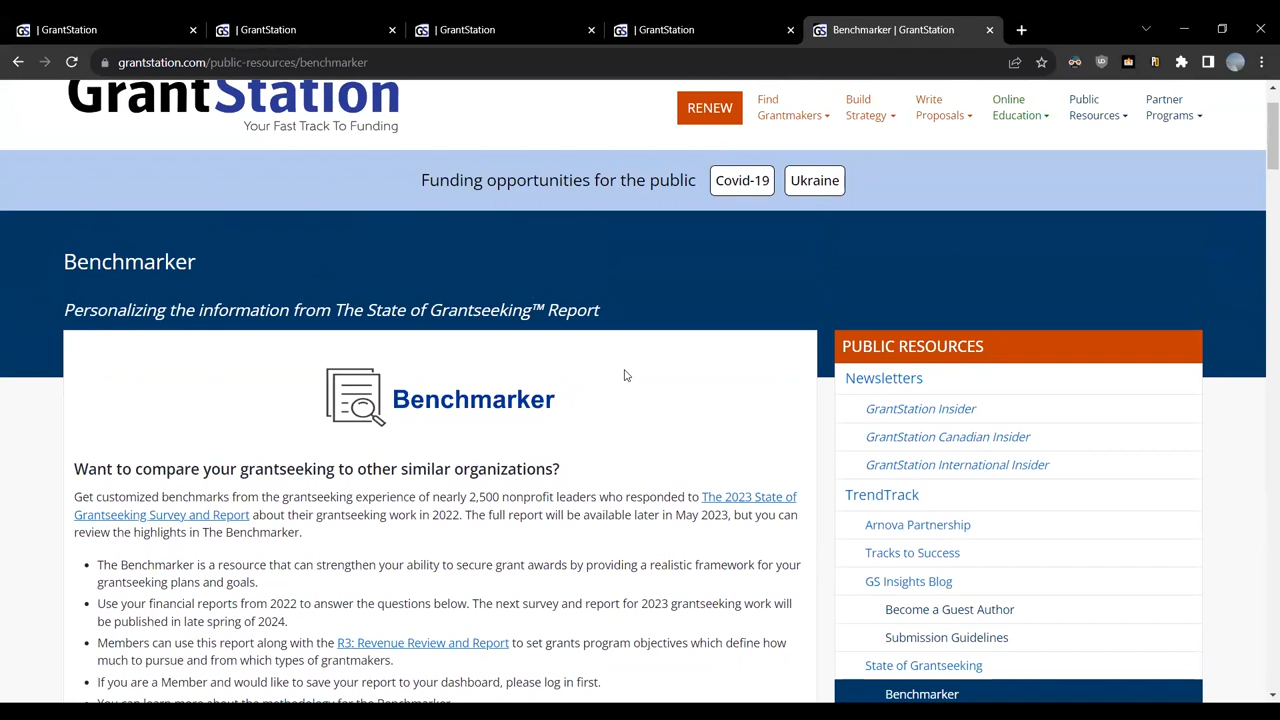 | GrantStation
| GrantStation
| GrantStation
| GrantStation
Benchmarker | GrantStation
grantstation.com/public-resources/benchmarker
GrantStation
Your Fast Track To Funding
RENEW
Find Grantmakers
Build Strategy
Write Proposals
Online Education
Public Resources
Partner Programs
Funding opportunities for the public
Covid-19
Ukraine
Benchmarker
Personalizing the information from The State of Grantseeking™ Report
Benchmarker
Want to compare your grantseeking to other similar organizations?
Get customized benchmarks from the grantseeking experience of nearly 2,500 nonprofit leaders who responded to The 2023 State of
Grantseeking Survey and Report about their grantseeking work in 2022. The full report will be available later in May 2023, but you can
review the highlights in The Benchmarker.
• The Benchmarker is a resource that can strengthen your ability to secure grant awards by providing a realistic framework for your
grantseeking plans and goals.
• Use your financial reports from 2022 to answer the questions below. The next survey and report for 2023 grantseeking work will
be published in late spring of 2024.
• Members can use this report along with the R3: Revenue Review and Report to set grants program objectives which define how
much to pursue and from which types of grantmakers.
• If you are a Member and would like to save your report to your dashboard, please log in first.
• You can learn more about the methodology for the Benchmarker.
PUBLIC RESOURCES
Newsletters
GrantStation Insider
GrantStation Canadian Insider
GrantStation International Insider
TrendTrack
Arnova Partnership
Tracks to Success
GS Insights Blog
Become a Guest Author
Submission Guidelines
State of Grantseeking
Benchmarker